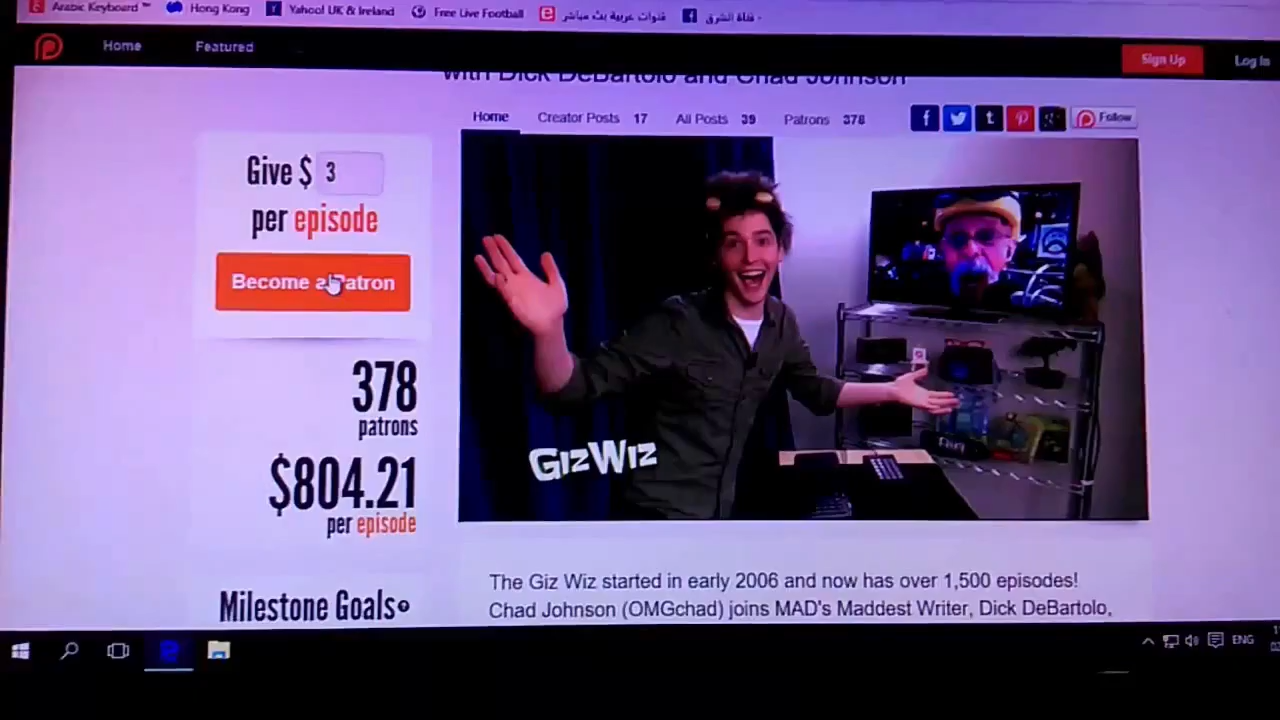 Arabic Keyboard ™ Hong Kong Yahoo! UK & Ireland Free Live Football قنوات عربية بث مباشر قناة الشرق -
Home Featured Sign Up Log In
with Dick DeBartolo and Chad Johnson
Home Creator Posts 17 All Posts 39 Patrons 378 Follow
Give $ 3
per episode
Become a Patron
378
patrons
$804.21
per episode
Milestone Goals
GIZWIZ
The Giz Wiz started in early 2006 and now has over 1,500 episodes!
Chad Johnson (OMGchad) joins MAD's Maddest Writer, Dick DeBartolo,
ENG